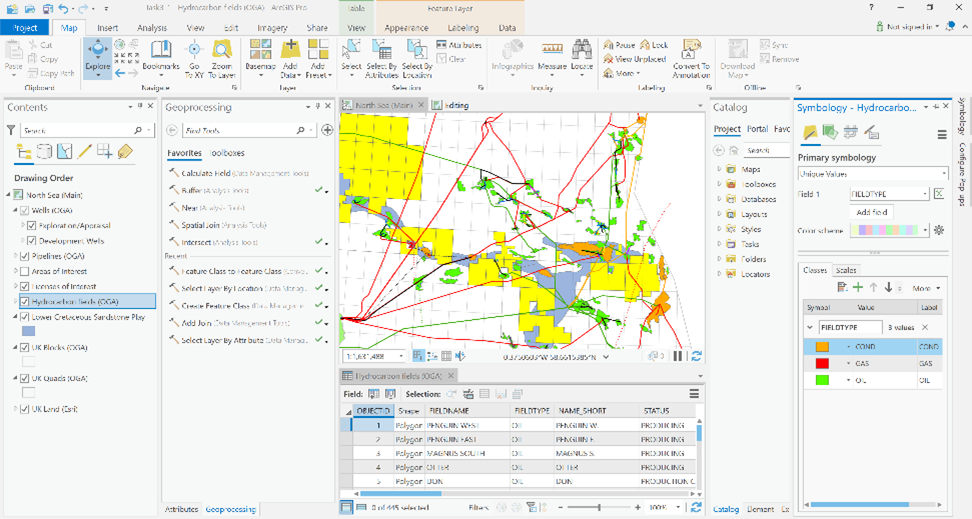 Task3 - Hydrocarbon fields (OGA) - ArcGIS Pro
Table
Feature Layer
Not signed in
Project
Map
Insert
Analysis
View
Edit
Imagery
Share
View
Appearance
Labeling
Data
Paste
Cut
Copy
Copy Path
Clipboard
Explore
Bookmarks
Go To XY
Zoom To Layer
Navigate
Basemap
Add Data
Add Preset
Layer
Select
Select By Attributes
Select By Location
Attributes
Clear
Selection
Infographics
Measure
Locate
Inquiry
Pause
Lock
View Unplaced
More
Convert To Annotation
Labeling
Download Map
Sync
Remove
Offline
Contents
Search
Drawing Order
North Sea (Main)
Wells (OGA)
Exploration/Appraisal
Development Wells
Pipelines (OGA)
Areas of Interest
Licenses of Interest
Hydrocarbon fields (OGA)
Lower Cretaceous Sandstone Play
UK Blocks (OGA)
UK Quads (OGA)
UK Land (Esri)
Geoprocessing
Find Tools
Favorites
Toolboxes
Calculate Field (Data Management Tools)
Buffer (Analysis Tools)
Near (Analysis Tools)
Spatial Join (Analysis Tools)
Intersect (Analysis Tools)
Recent
Feature Class to Feature Class (Conver...
Select Layer By Location (Data Manage...
Create Feature Class (Data Manageme...
Add Join (Data Management Tools)
Select Layer By Attribute (Data Manag...
Attributes
Geoprocessing
North Sea (Main)
Editing
1:1,631,488
Hydrocarbon fields (OGA)
Field:
Selection:
OBJECTID Shape FIELDNAME FIELDTYPE NAME_SHORT STATUS
1 Polygon PENGUIN WEST OIL PENGUIN W. PRODUCING
2 Polygon PENGUIN EAST OIL PENGUIN E. PRODUCING
3 Polygon MAGNUS SOUTH OIL MAGNUS S. PRODUCING
4 Polygon OTTER OIL OTTER PRODUCING
5 Polygon DON OIL DON PRODUCTION C
0 of 445 selected
Filters:
100%
Catalog
Project
Portal
Favo
Search
Maps
Toolboxes
Databases
Layouts
Styles
Tasks
Folders
Locators
Catalog
Element
Ex
Symbology - Hydrocarbo...
Primary symbology
Unique Values
Field 1
FIELDTYPE
Add field
Color scheme
Classes
Scales
More
Symbol
Value
Label
FIELDTYPE
3 values
COND COND
GAS GAS
OIL OIL
Symbology
Configure Pop-ups